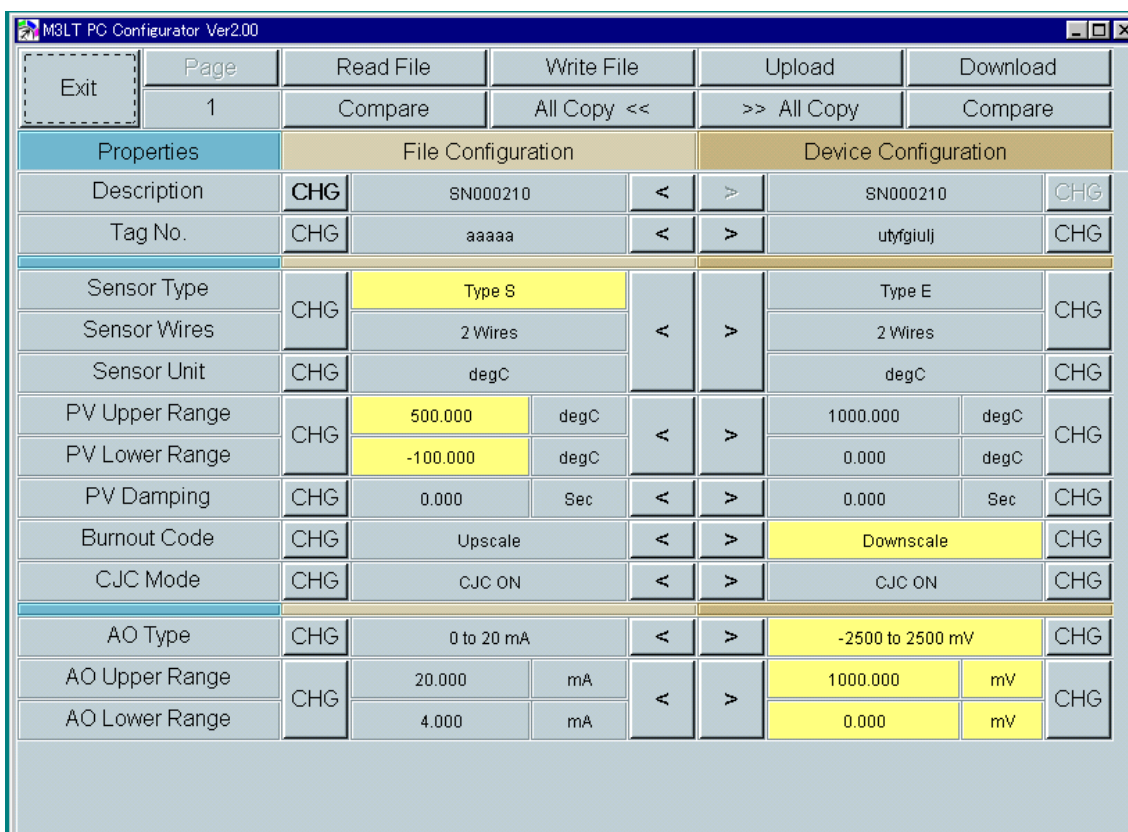 M3LT PC Configurator Ver2.00
Exit Page Read File Write File Upload Download
1 Compare All Copy << >> All Copy Compare
Properties File Configuration Device Configuration
Description CHG SN000210 < > SN000210 CHG
Tag No. CHG aaaaa < > utyfgiulj CHG
Sensor Type CHG Type S < > Type E CHG
Sensor Wires 2 Wires 2 Wires
Sensor Unit CHG degC degC CHG
PV Upper Range CHG 500.000 degC < > 1000.000 degC CHG
PV Lower Range -100.000 degC 0.000 degC
PV Damping CHG 0.000 Sec < > 0.000 Sec CHG
Burnout Code CHG Upscale < > Downscale CHG
CJC Mode CHG CJC ON < > CJC ON CHG
AO Type CHG 0 to 20 mA < > -2500 to 2500 mV CHG
AO Upper Range CHG 20.000 mA < > 1000.000 mV CHG
AO Lower Range 4.000 mA 0.000 mV